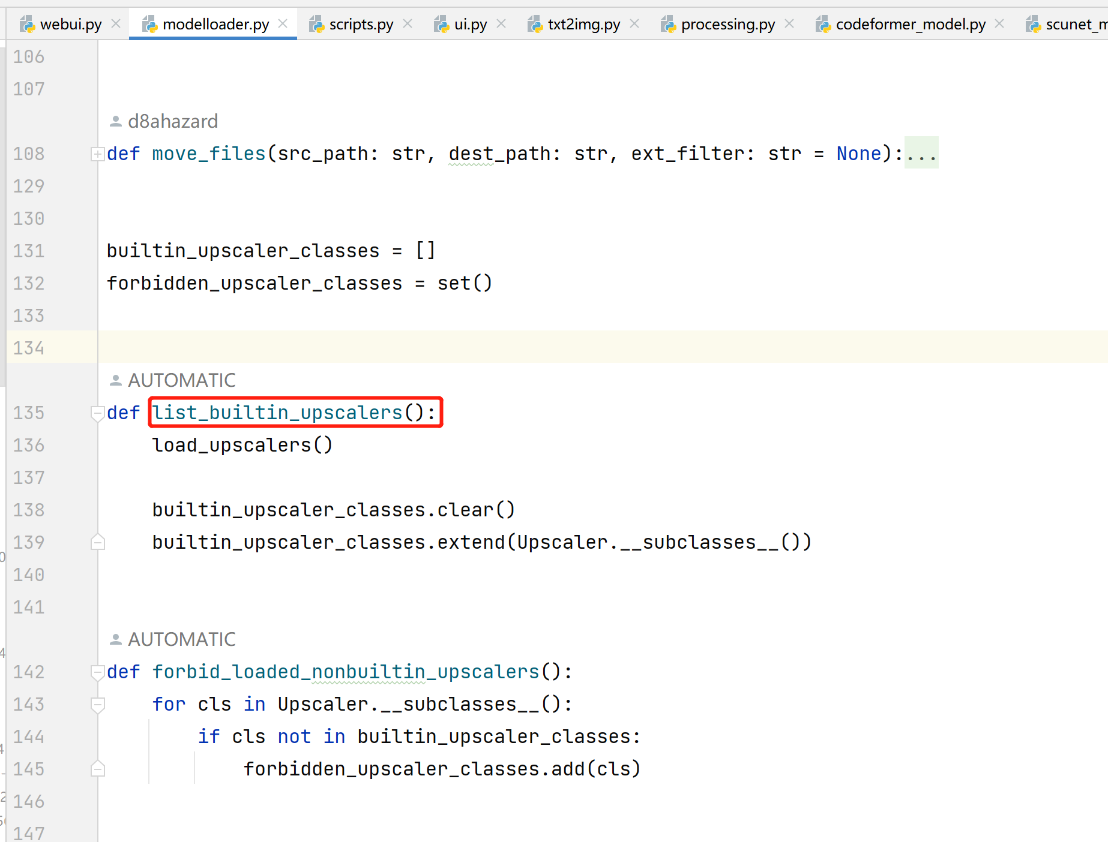 webui.py modelloader.py scripts.py ui.py txt2img.py processing.py codeformer_model.py scunet_m
106
107
d8ahazard
108 def move_files(src_path: str, dest_path: str, ext_filter: str = None):...
129
130
131 builtin_upscaler_classes = []
132 forbidden_upscaler_classes = set()
133
134
AUTOMATIC
135 def list_builtin_upscalers():
136 load_upscalers()
137
138 builtin_upscaler_classes.clear()
139 builtin_upscaler_classes.extend(Upscaler.__subclasses__())
140
141
AUTOMATIC
142 def forbid_loaded_nonbuiltin_upscalers():
143 for cls in Upscaler.__subclasses__():
144 if cls not in builtin_upscaler_classes:
145 forbidden_upscaler_classes.add(cls)
146
147